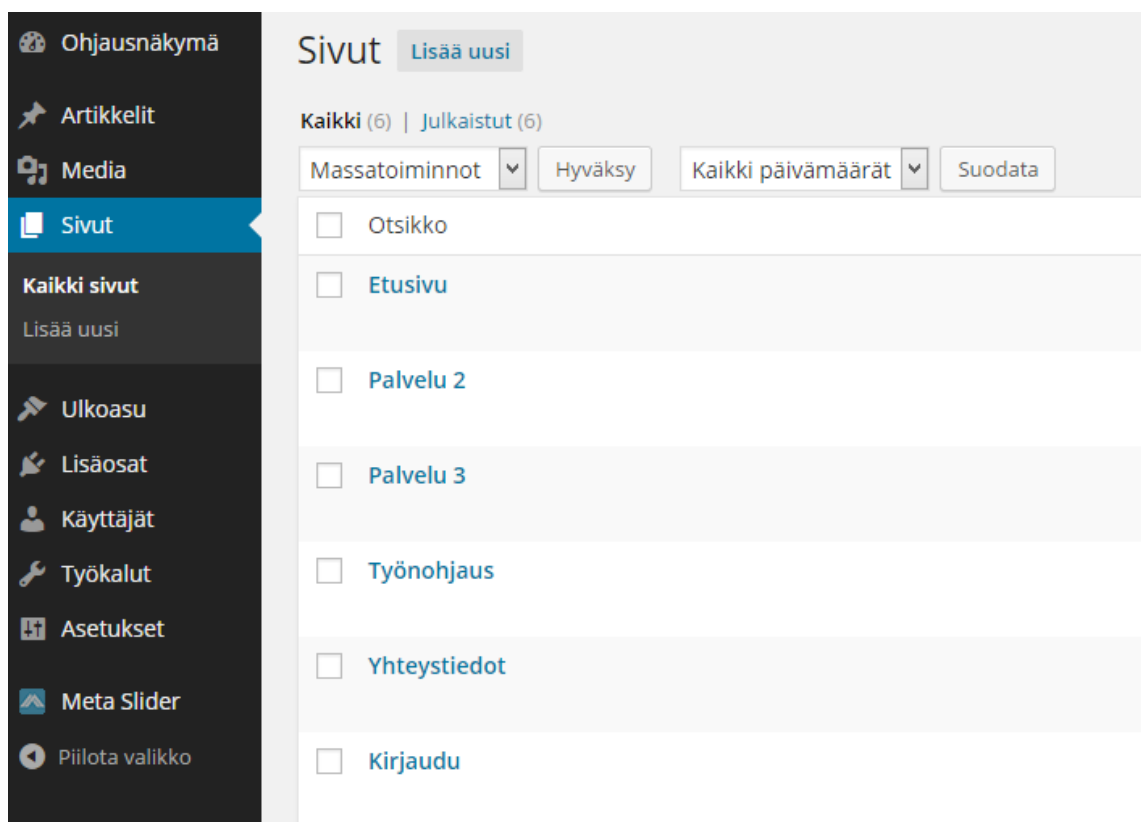 Ohjausnäkymä
Artikkelit
Media
Sivut
Kaikki sivut
Lisää uusi
Ulkoasu
Lisäosat
Käyttäjät
Työkalut
Asetukset
Meta Slider
Piilota valikko
Sivut Lisää uusi
Kaikki (6) | Julkaistut (6)
Massatoiminnot Hyväksy Kaikki päivämäärät Suodata
Otsikko
Etusivu
Palvelu 2
Palvelu 3
Työnohjaus
Yhteystiedot
Kirjaudu